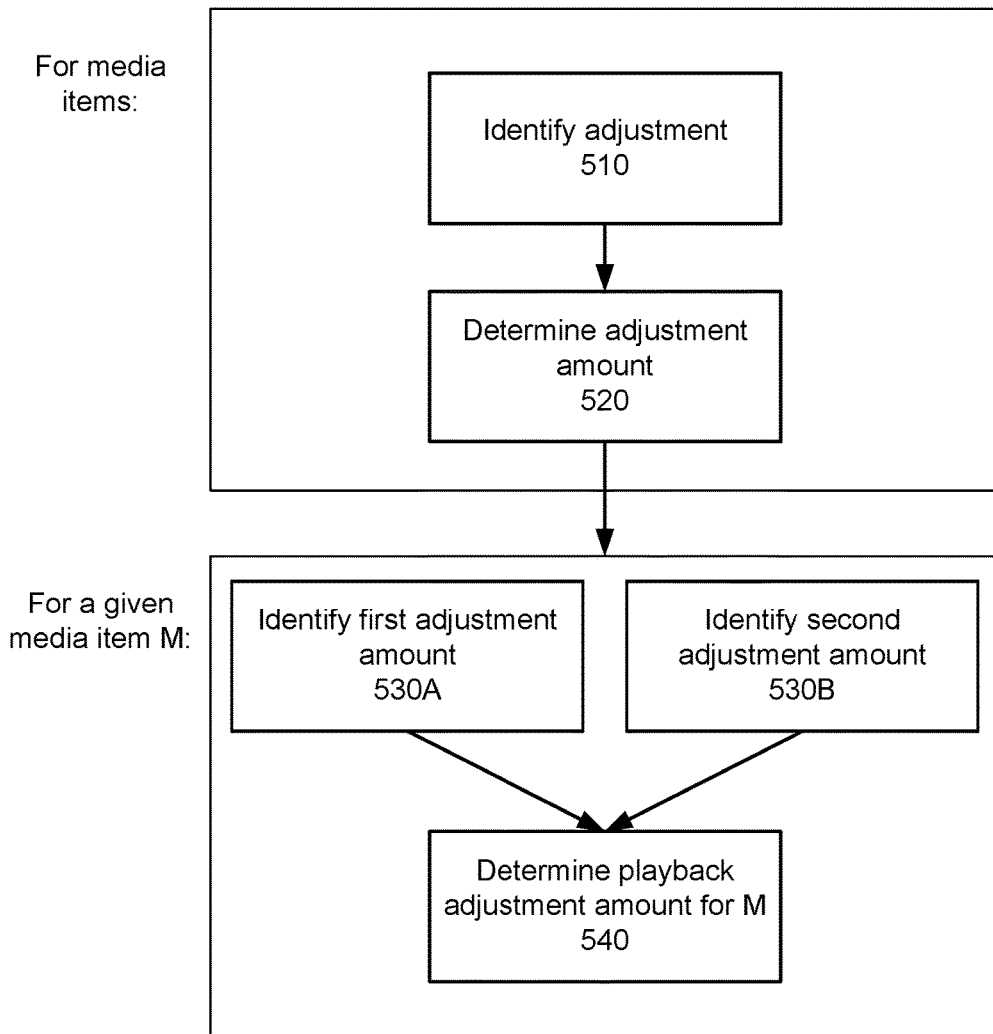 For media
items:
Identify adjustment
510
Determine adjustment
amount
520
For a given
media item M:
Identify first adjustment
amount
530A
Identify second
adjustment amount
530B
Determine playback
adjustment amount for M
540